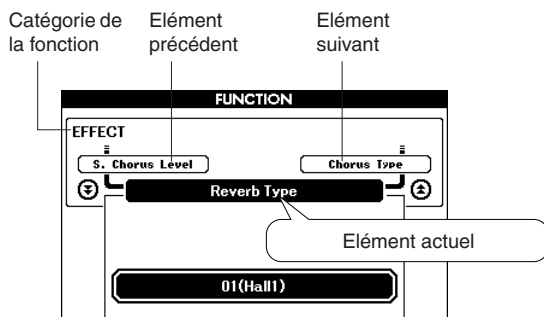 Catégorie de
la fonction
Elément
précédent
Elément
suivant
FUNCTION
EFFECT
S. Chorus Level
Chorus Type
Reverb Type
Elément actuel
01(Hall1)